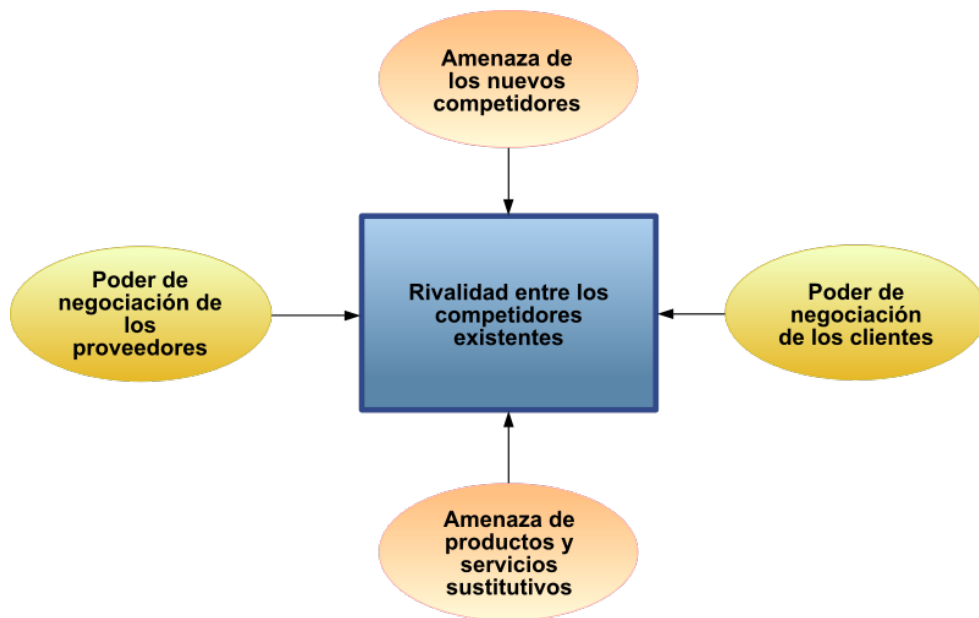 Amenaza de
los nuevos
competidores
Poder de
negociación de
los
proveedores
Rivalidad entre los
competidores
existentes
Poder de
negociación
de los clientes
Amenaza de
productos y
servicios
sustitutivos